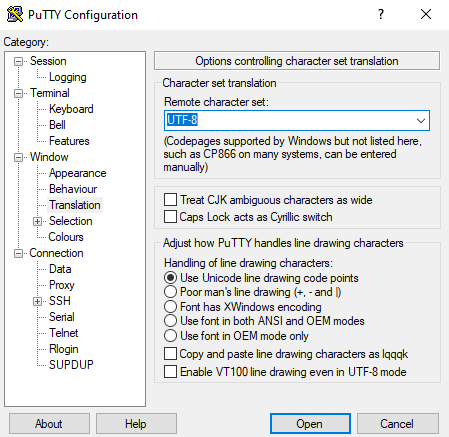 PuTTY Configuration
?
Category:
Session
Logging
Terminal
Keyboard
Bell
Features
Window
Appearance
Behaviour
Translation
Selection
Colours
Connection
Data
Proxy
SSH
Serial
Telnet
Rlogin
SUPDUP
Options controlling character set translation
Character set translation
Remote character set:
UTF-8
(Codepages supported by Windows but not listed here,
such as CP866 on many systems, can be entered
manually)
Treat CJK ambiguous characters as wide
Caps Lock acts as Cyrillic switch
Adjust how PuTTY handles line drawing characters
Handling of line drawing characters:
Use Unicode line drawing code points
Poor man's line drawing (+, - and |)
Font has XWindows encoding
Use font in both ANSI and OEM modes
Use font in OEM mode only
Copy and paste line drawing characters as lqqqk
Enable VT100 line drawing even in UTF-8 mode
About
Help
Open
Cancel